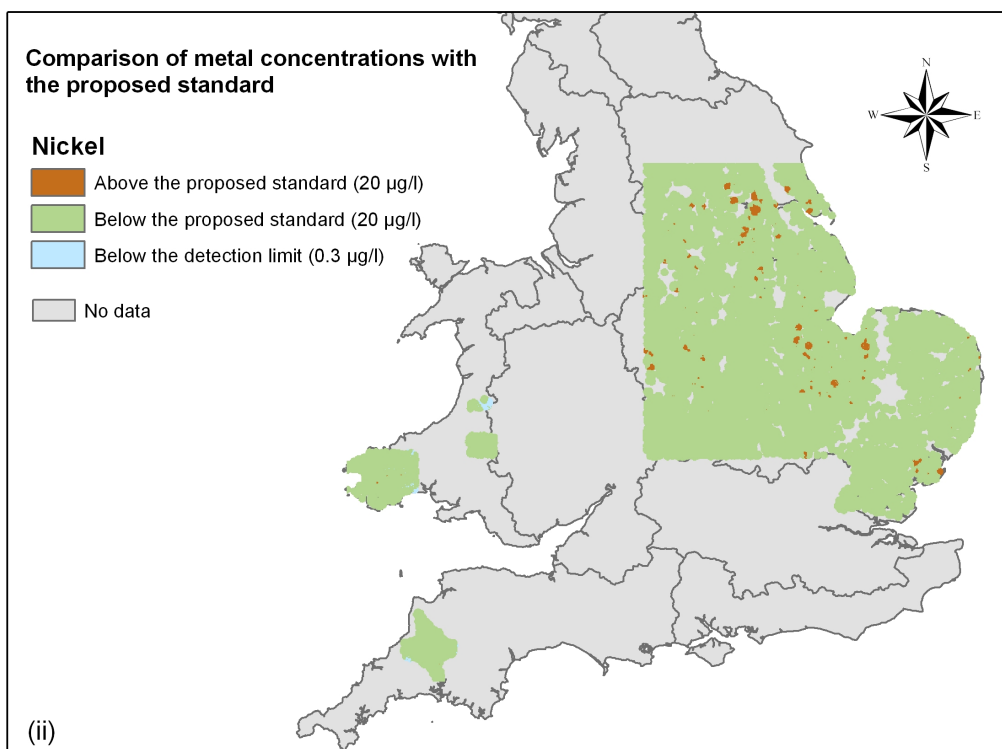 Comparison of metal concentrations with
the proposed standard
Nickel
Above the proposed standard (20 µg/l)
Below the proposed standard (20 µg/l)
Below the detection limit (0.3 µg/l)
No data
N
W E
S
(ii)